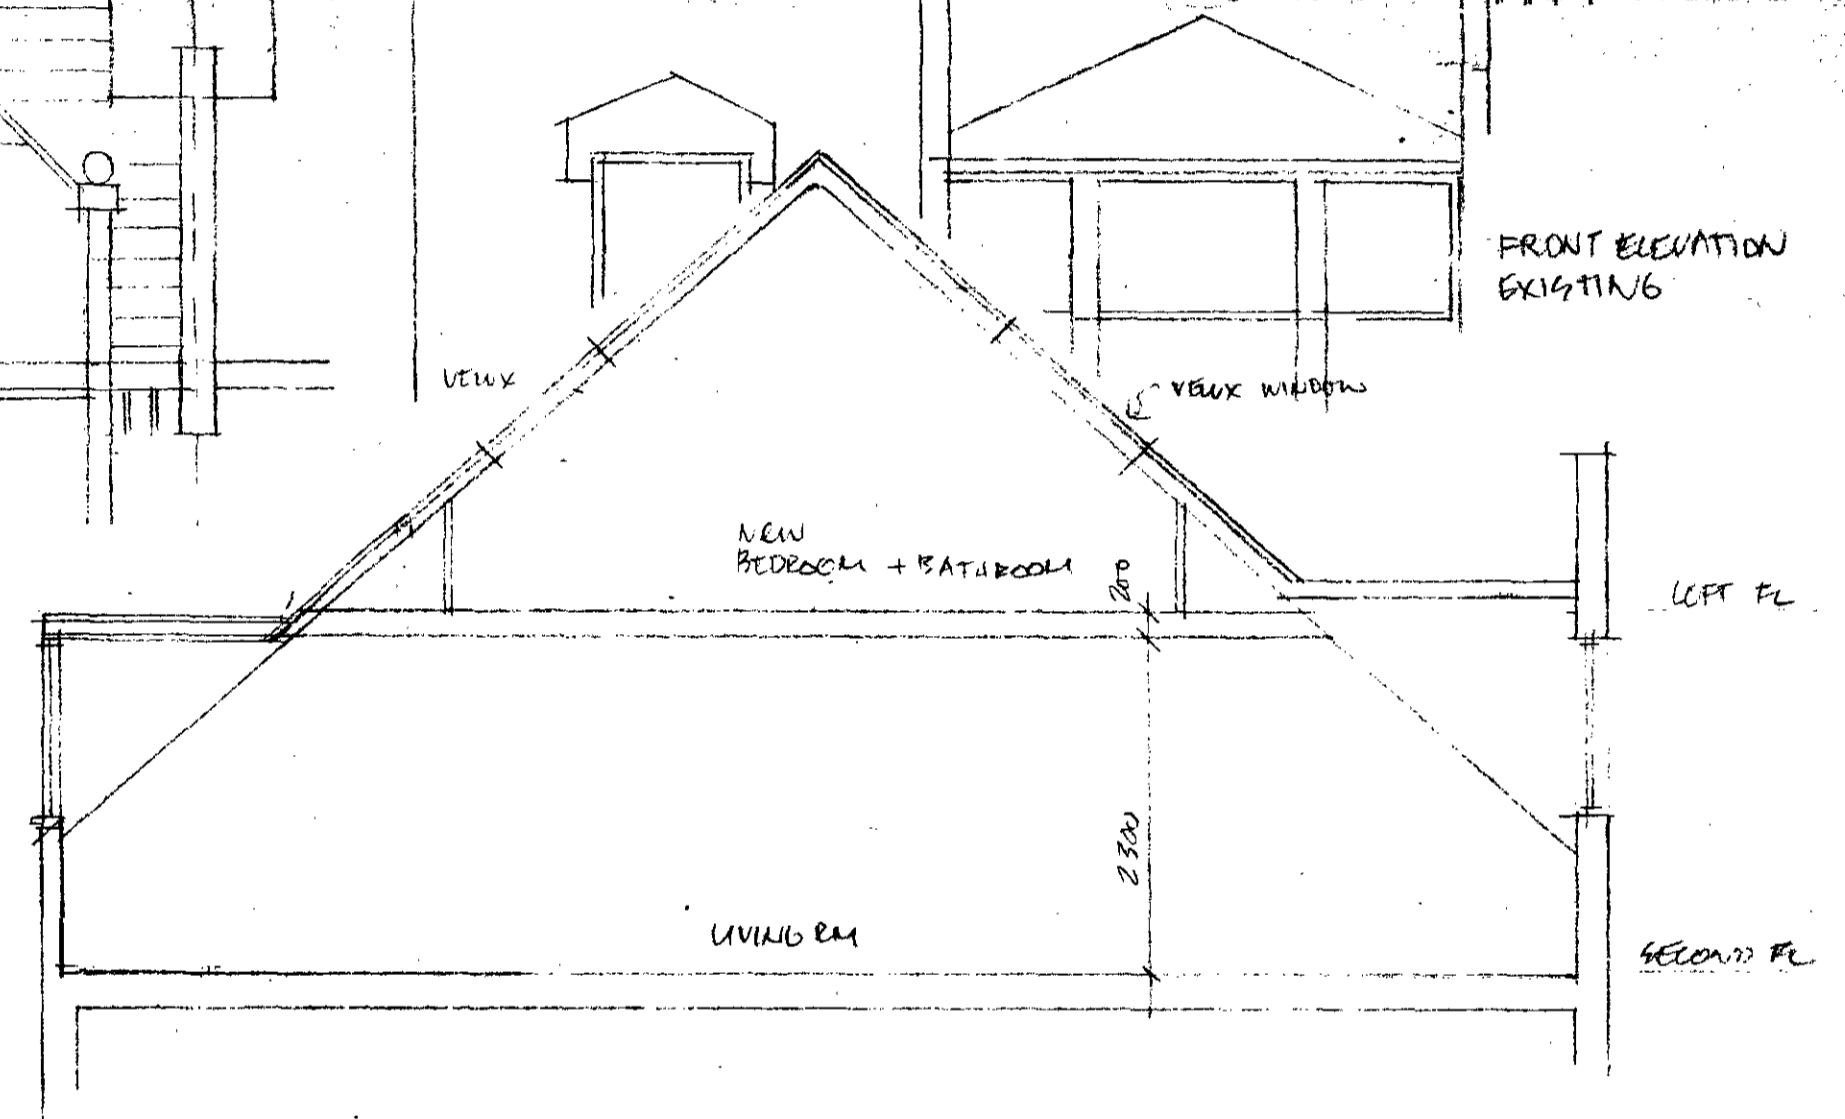 FRONT ELEVATION
EXISTING
VELUX
VELUX WINDOW
NEW
BEDROOM + BATHROOM
200
LOFT FL
2300
LIVING RM
SECOND FL